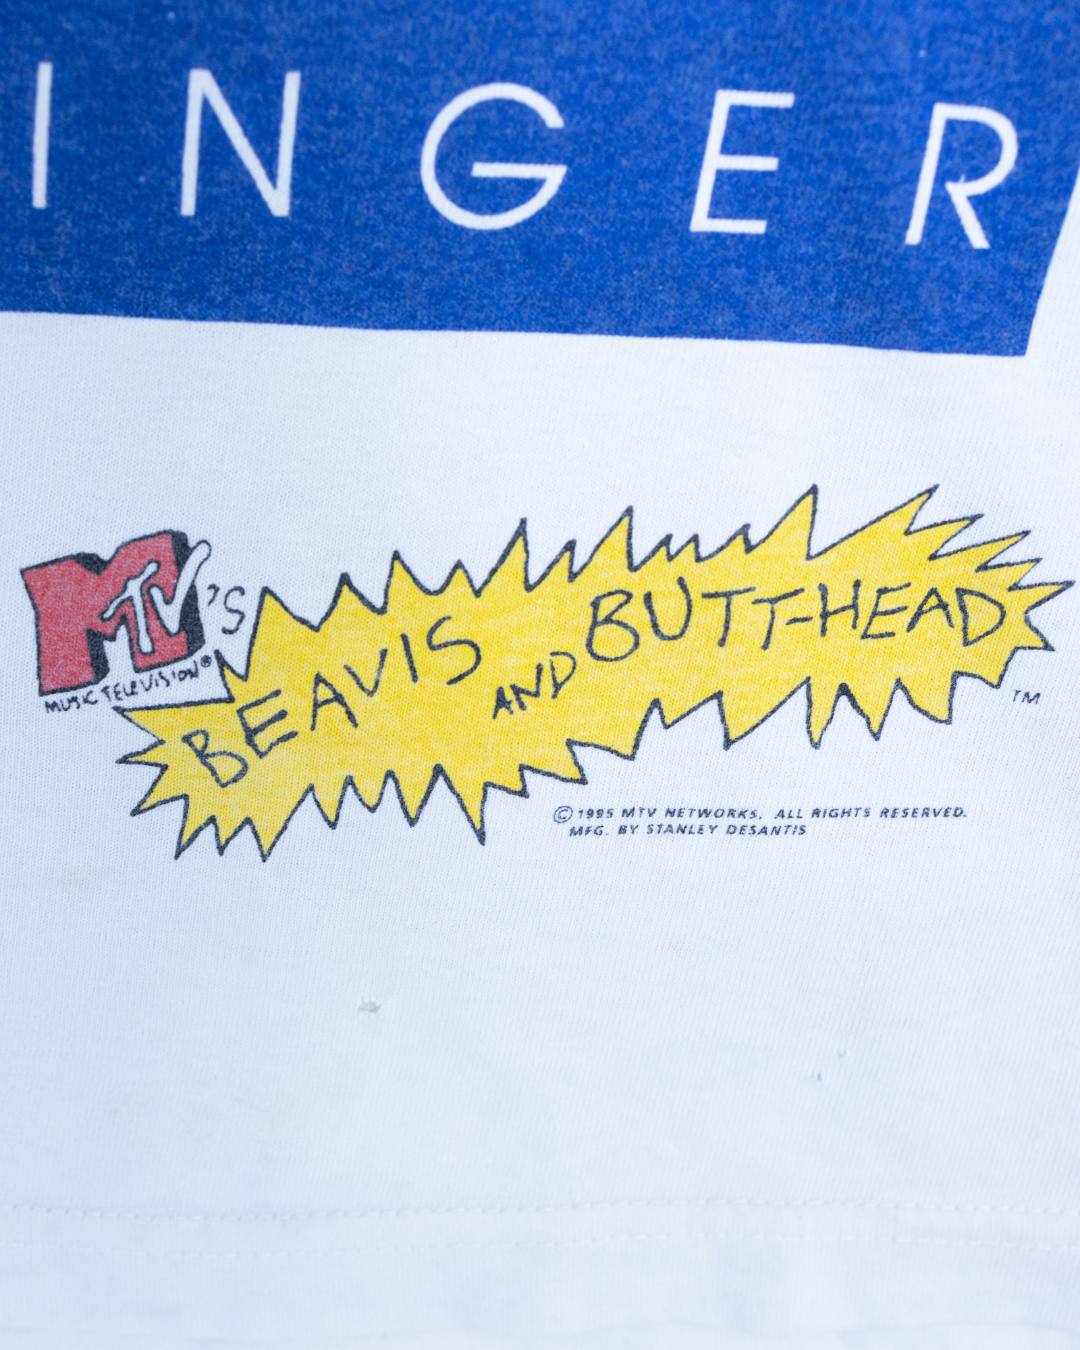 INGER
MTV'S
MUSIC TELEVISION®
BEAVIS AND BUTT-HEAD
TM
©1995 MTV NETWORKS. ALL RIGHTS RESERVED.
MFG. BY STANLEY DESANTIS